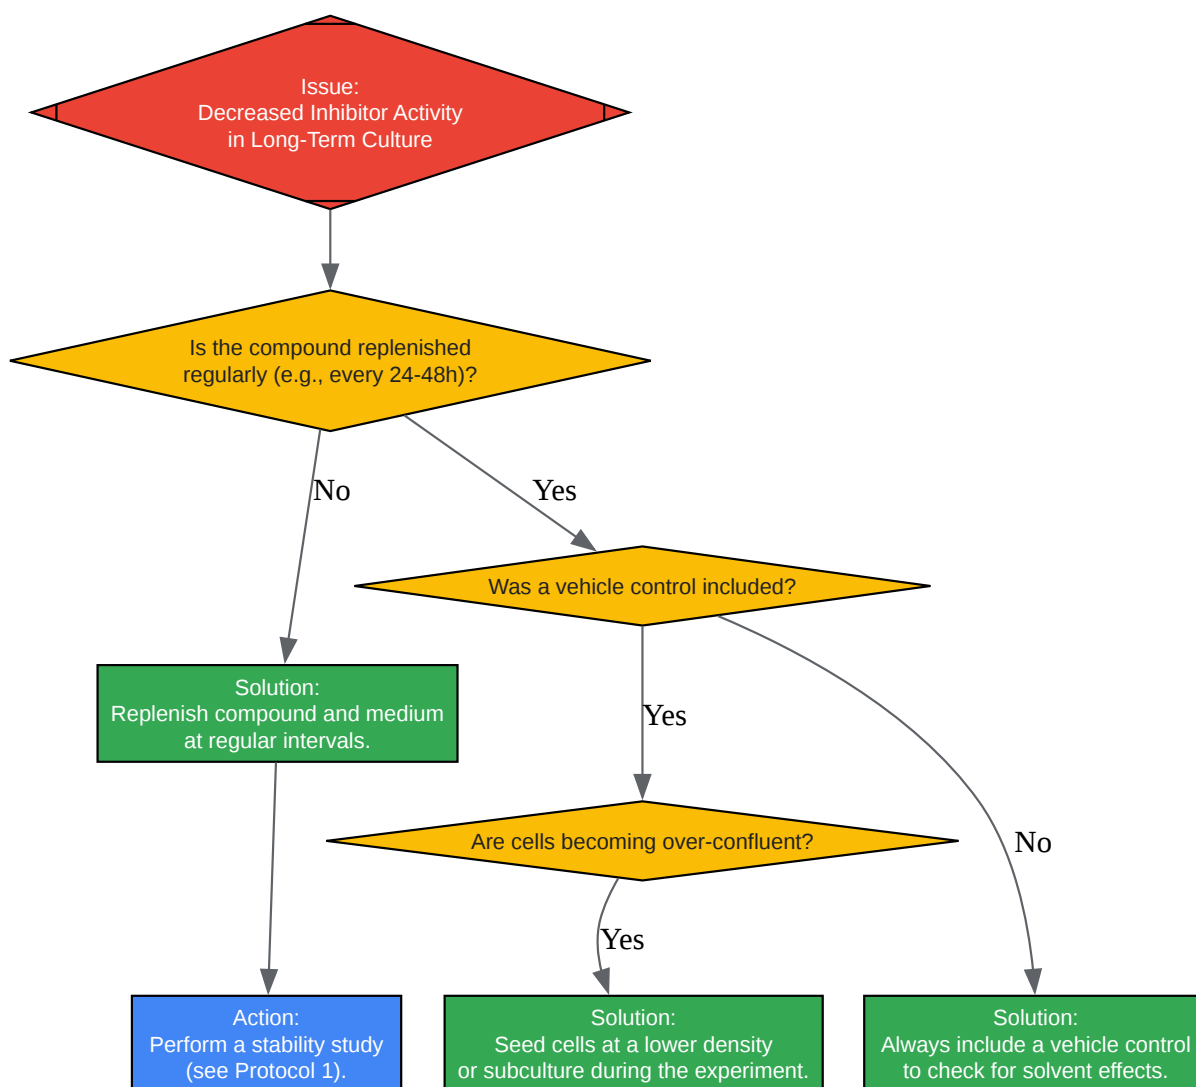 Issue:
Decreased Inhibitor Activity
in Long-Term Culture
Is the compound replenished
regularly (e.g., every 24-48h)?
No
Yes
Was a vehicle control included?
Solution:
Replenish compound and medium
at regular intervals.
Yes
Are cells becoming over-confluent?
No
Yes
Action:
Perform a stability study
(see Protocol 1).
Solution:
Seed cells at a lower density
or subculture during the experiment.
Solution:
Always include a vehicle control
to check for solvent effects.